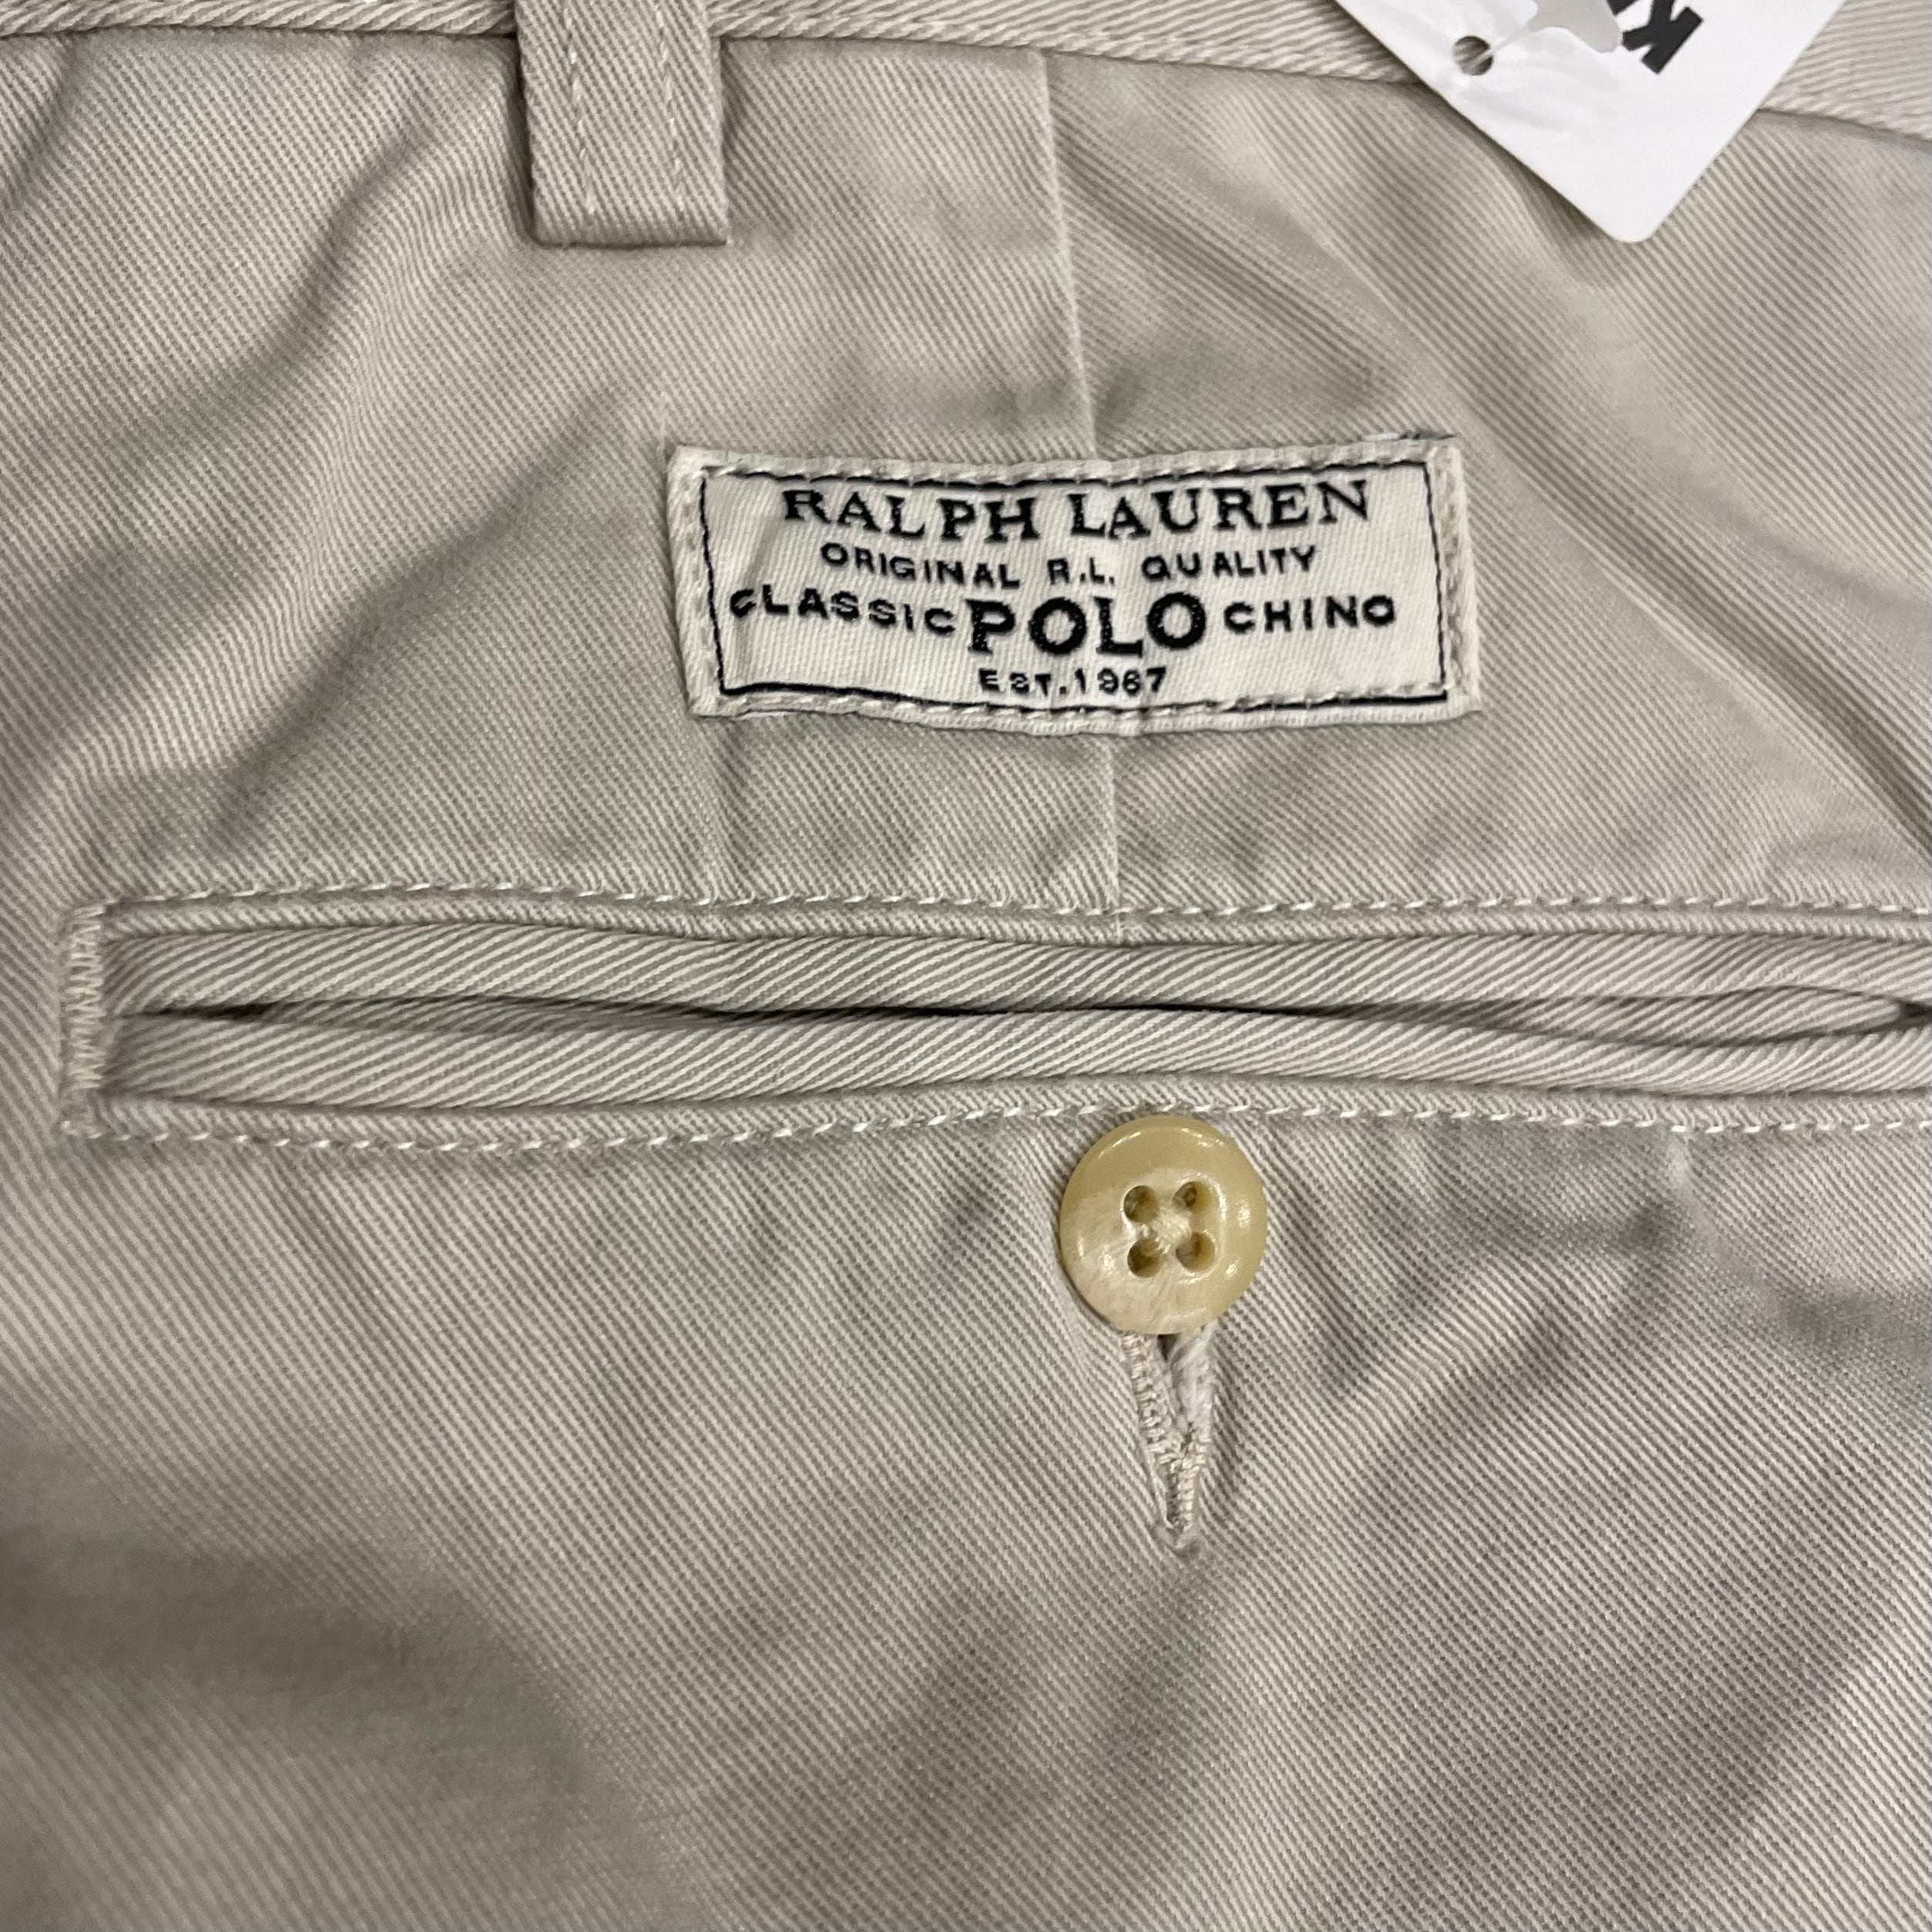 RALPH LAUREN
ORIGINAL R.L. QUALITY
CLASSIC POLO CHINO
EST. 1967